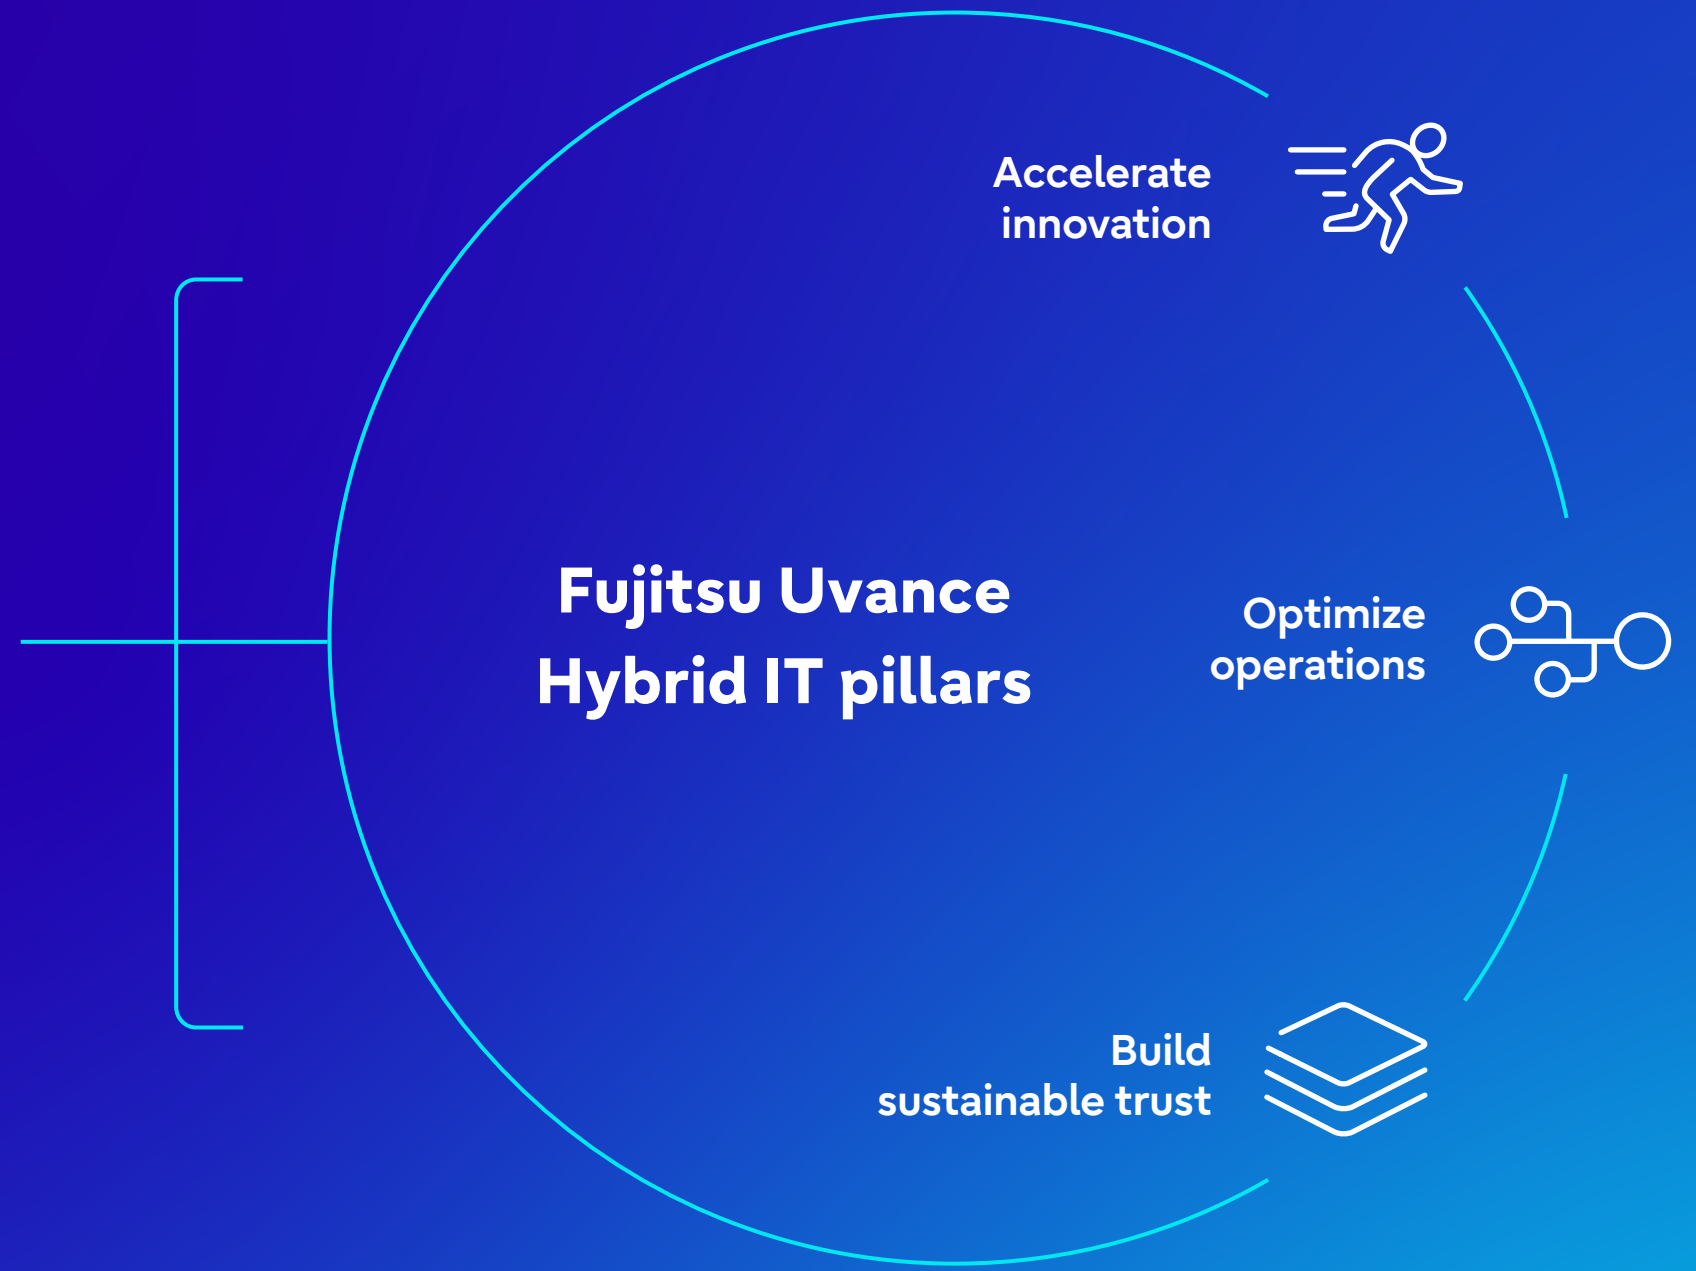 Accelerate
innovation
Fujitsu Uvance
Hybrid IT pillars
Optimize
operations
Build
sustainable trust